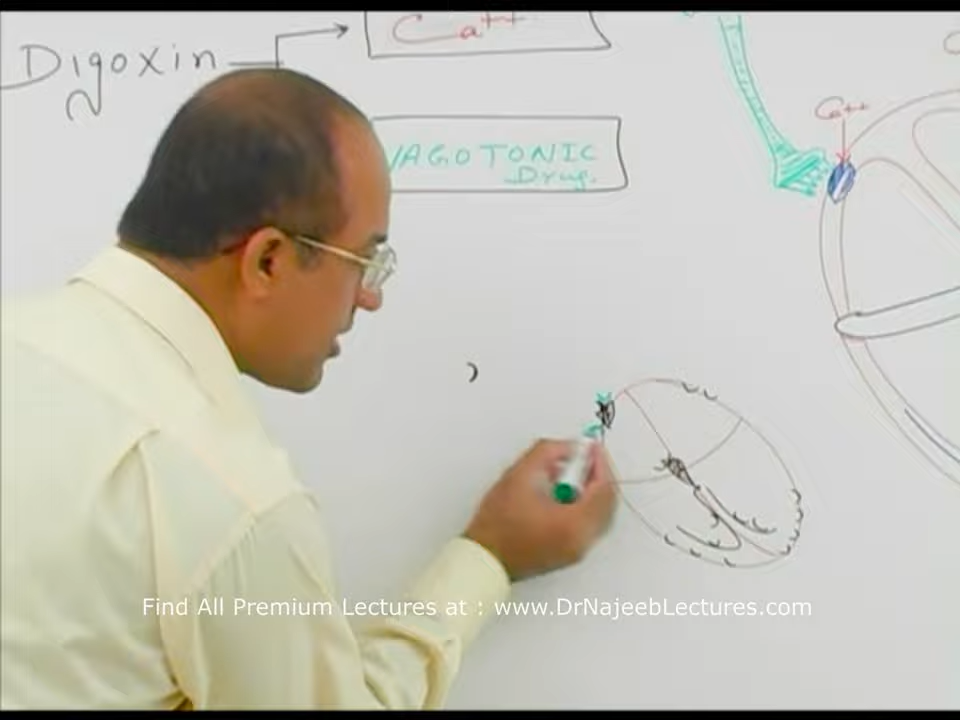 Digoxin
Ca++
VAGOTONIC
Drug.
Ca++
Find All Premium Lectures at : www.DrNajeebLectures.com